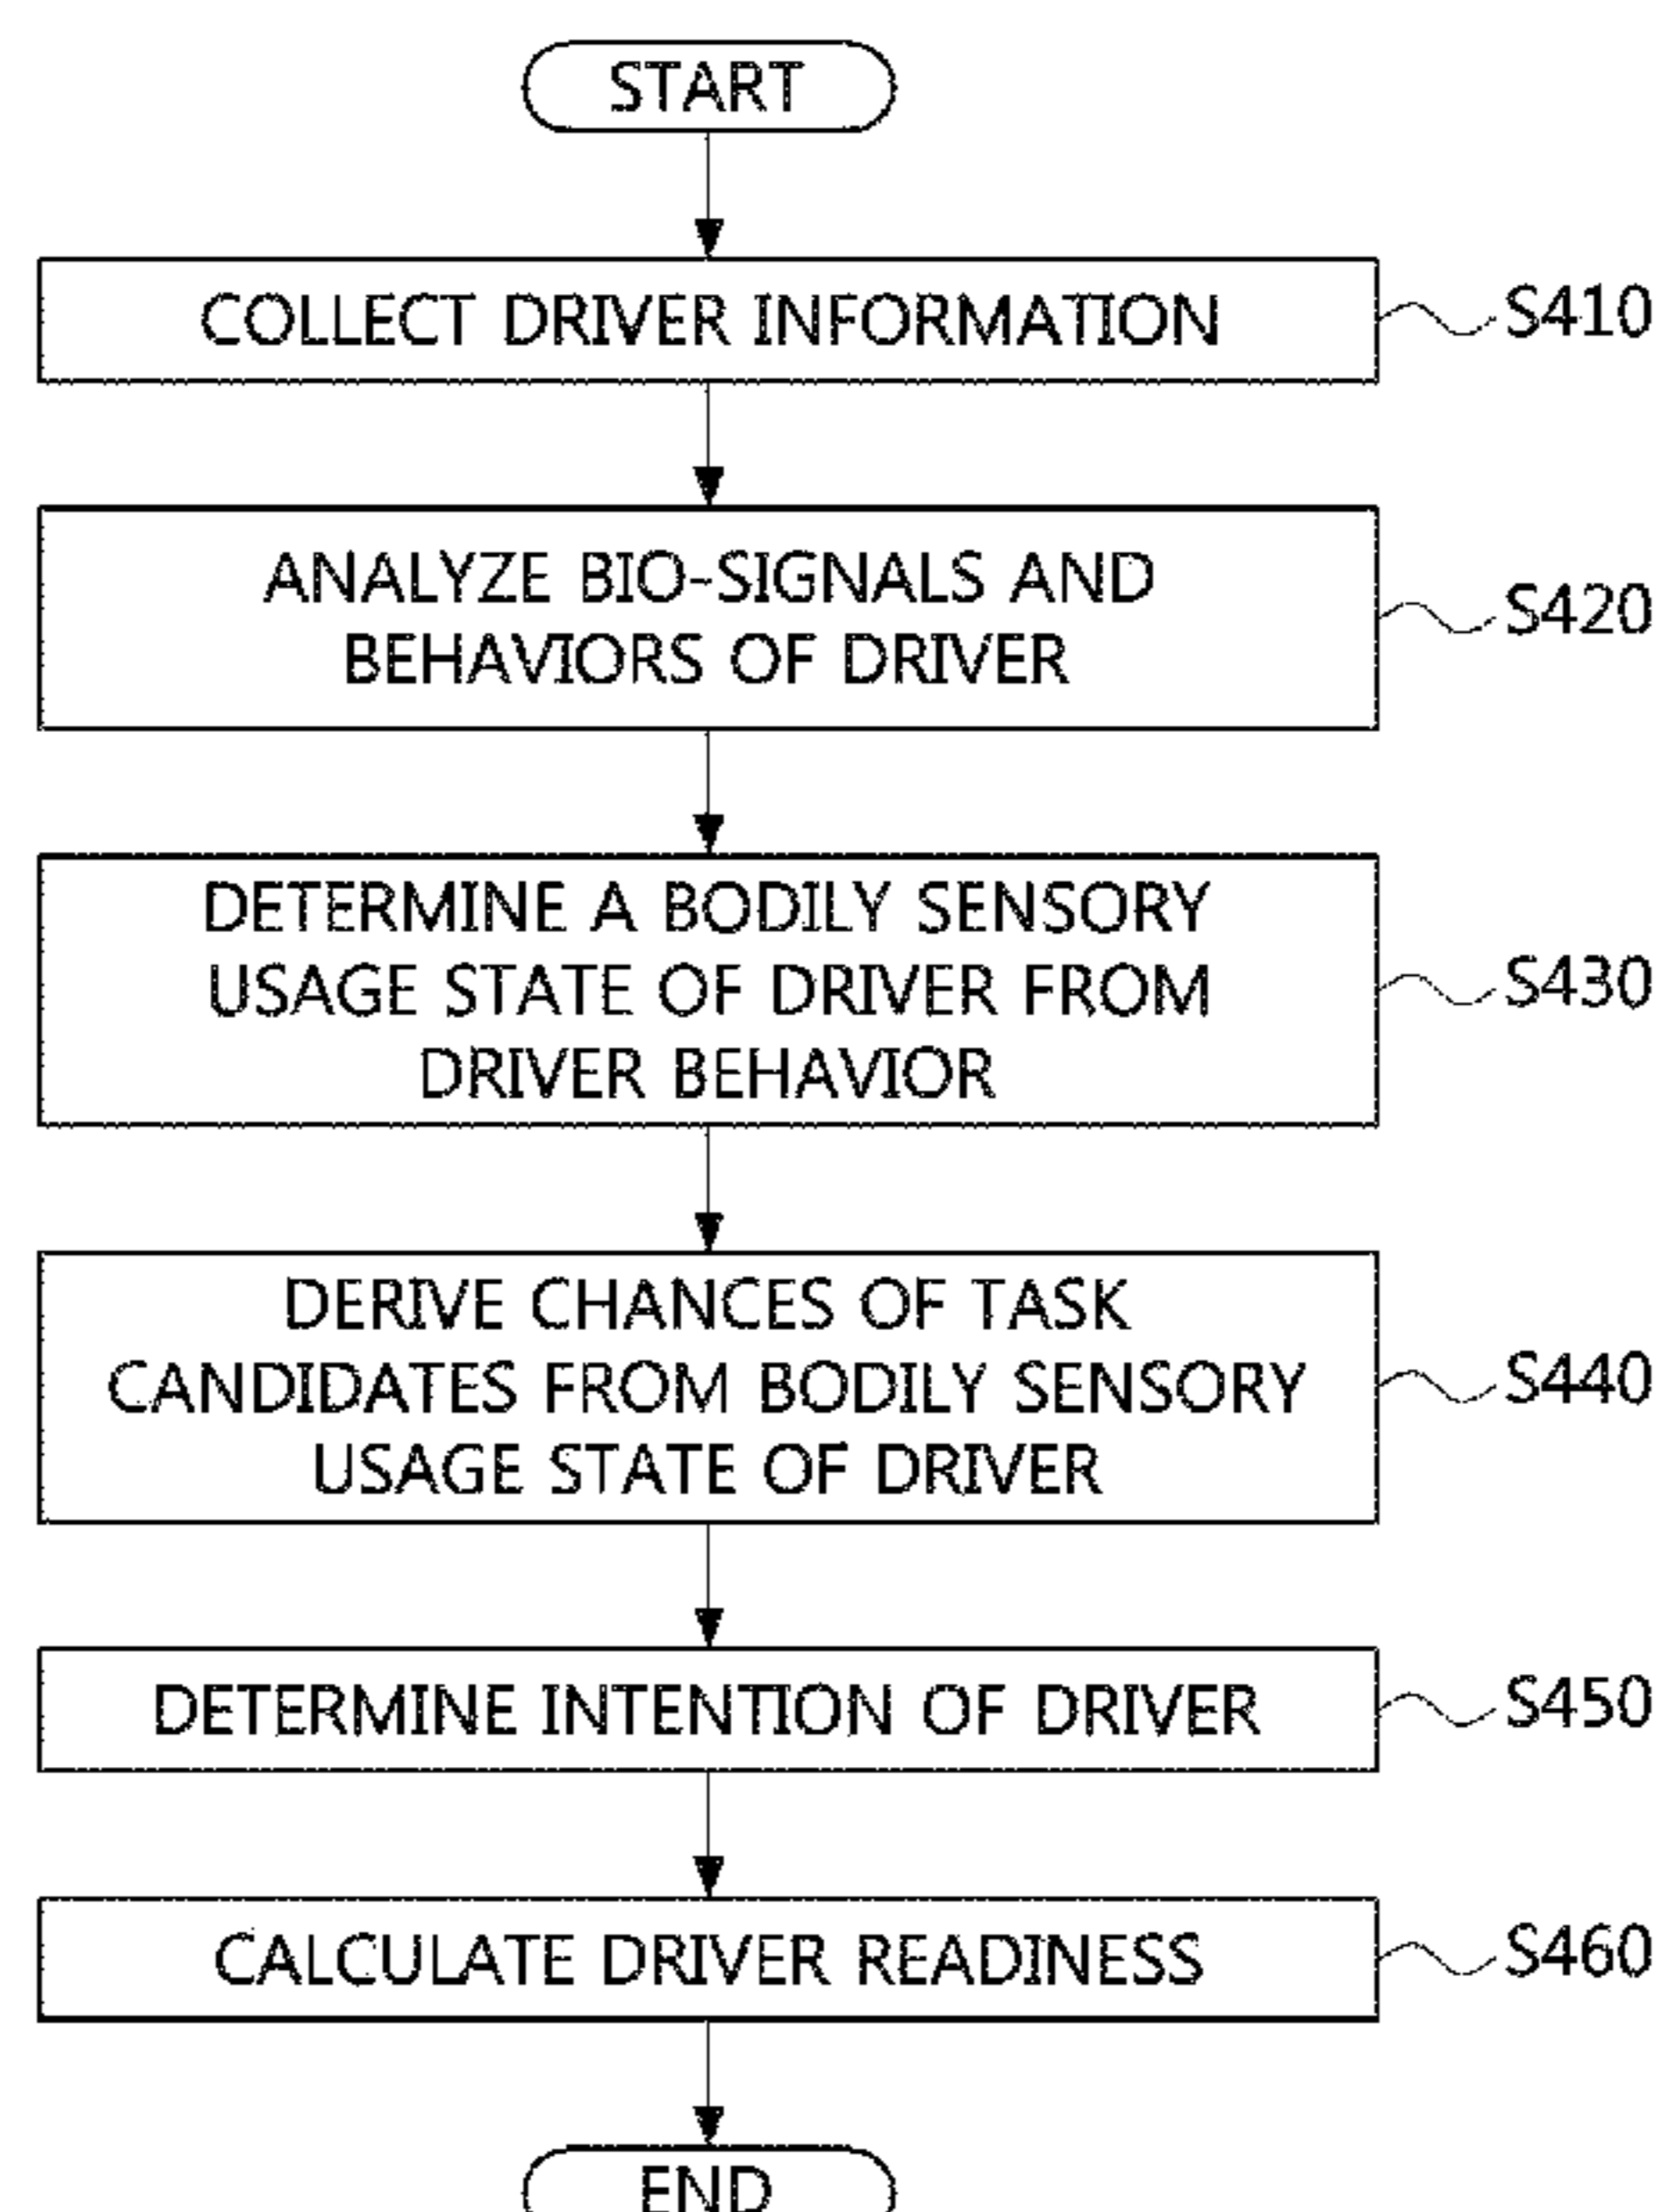 START
COLLECT DRIVER INFORMATION
S410
ANALYZE BIO-SIGNALS AND
BEHAVIORS OF DRIVER
S420
DETERMINE A BODILY SENSORY
USAGE STATE OF DRIVER FROM
DRIVER BEHAVIOR
S430
DERIVE CHANCES OF TASK
CANDIDATES FROM BODILY SENSORY
USAGE STATE OF DRIVER
S440
DETERMINE INTENTION OF DRIVER
S450
CALCULATE DRIVER READINESS
S460
END